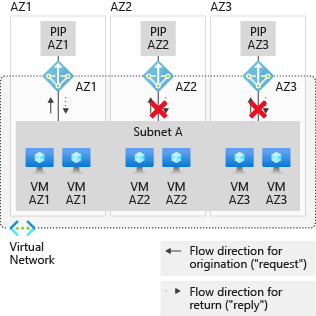 AZ1
AZ2
AZ3
PIP
AZ1
PIP
AZ2
PIP
AZ3
AZ1
AZ2
AZ3
Subnet A
VM
AZ1
VM
AZ1
VM
AZ2
VM
AZ2
VM
AZ3
VM
AZ3
Virtual
Network
Flow direction for
origination ("request")
Flow direction for
return ("reply")